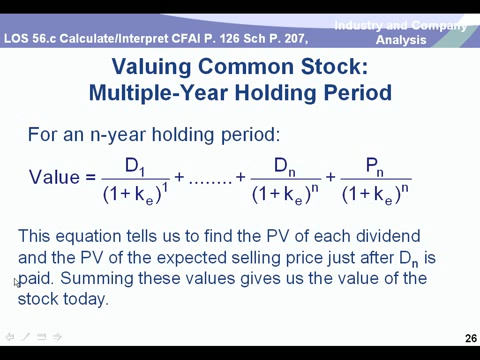 LOS 56.c Calculate/Interpret CFAI P. 126 Sch P. 207,
Industry and Company
Analysis
Valuing Common Stock:
Multiple-Year Holding Period
For an n-year holding period:
Value = D₁/(1+ kₑ)¹ + ........ + Dₙ/(1+ kₑ)ⁿ + Pₙ/(1+ kₑ)ⁿ
This equation tells us to find the PV of each dividend
and the PV of the expected selling price just after Dₙ is
paid. Summing these values gives us the value of the
stock today.
26